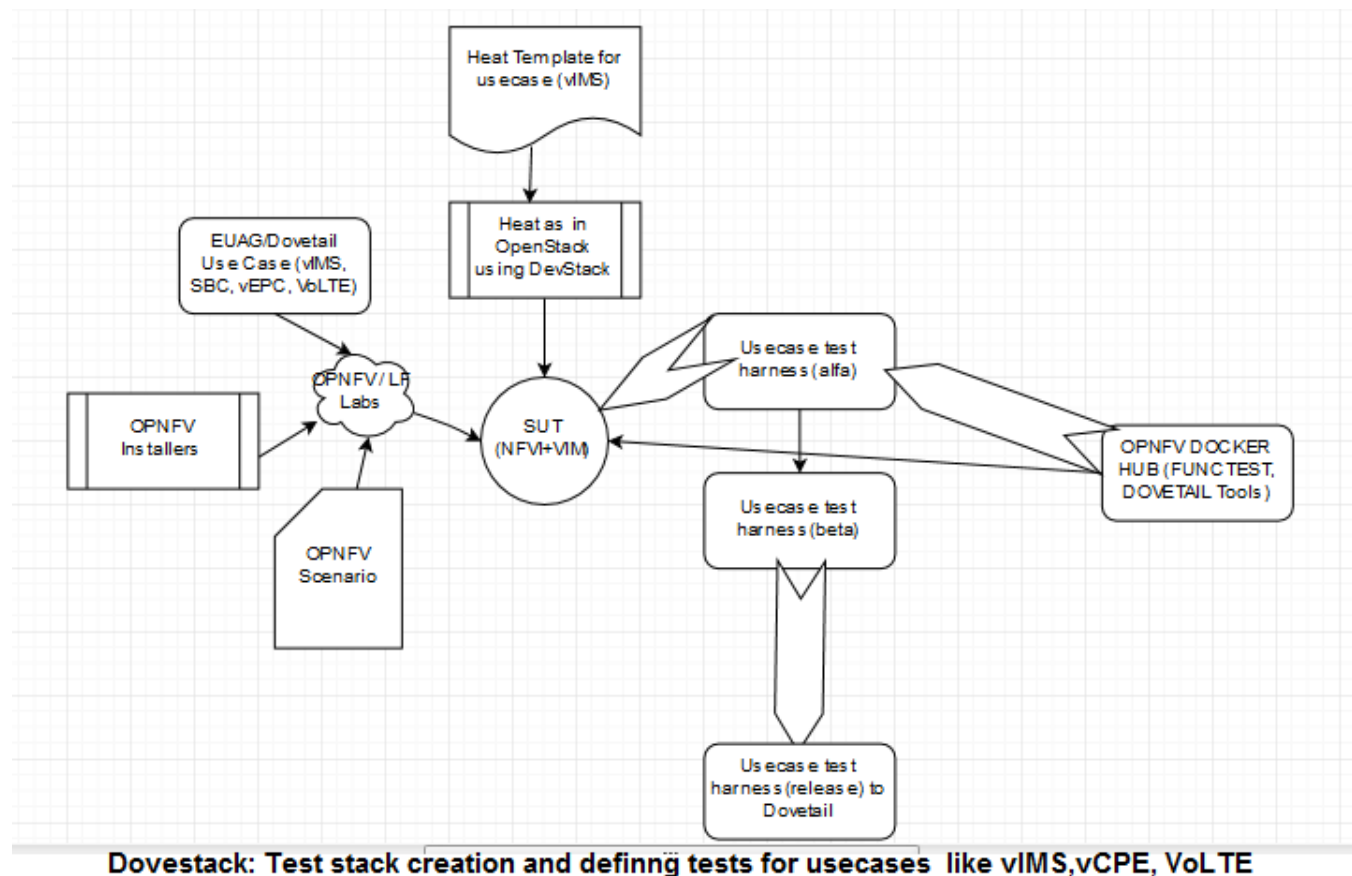 Heat Template for
usecase (vIMS)
Heat as in
OpenStack
using DevStack
EUAG/Dovetail
Use Case (vIMS,
SBC, vEPC, VoLTE)
OPNFV / LF
Labs
OPNFV
Installers
OPNFV
Scenario
SUT
(NFVI+VIM)
Usecase test
harness (alfa)
Usecase test
harness (beta)
OPNFV DOCKER
HUB (FUNCTEST,
DOVETAIL Tools)
Usecase test
harness (release) to
Dovetail
Dovestack: Test stack creation and definng tests for usecases like vIMS,vCPE, VoLTE